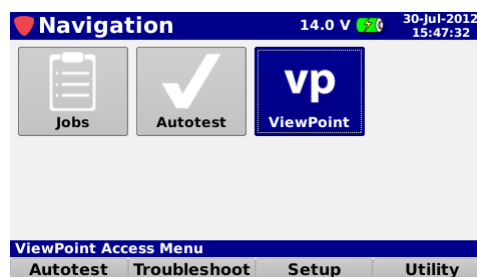 Navigation
14.0 V
30-Jul-2012
15:47:32
vp
Jobs
Autotest
ViewPoint
ViewPoint Access Menu
Autotest
Troubleshoot
Setup
Utility